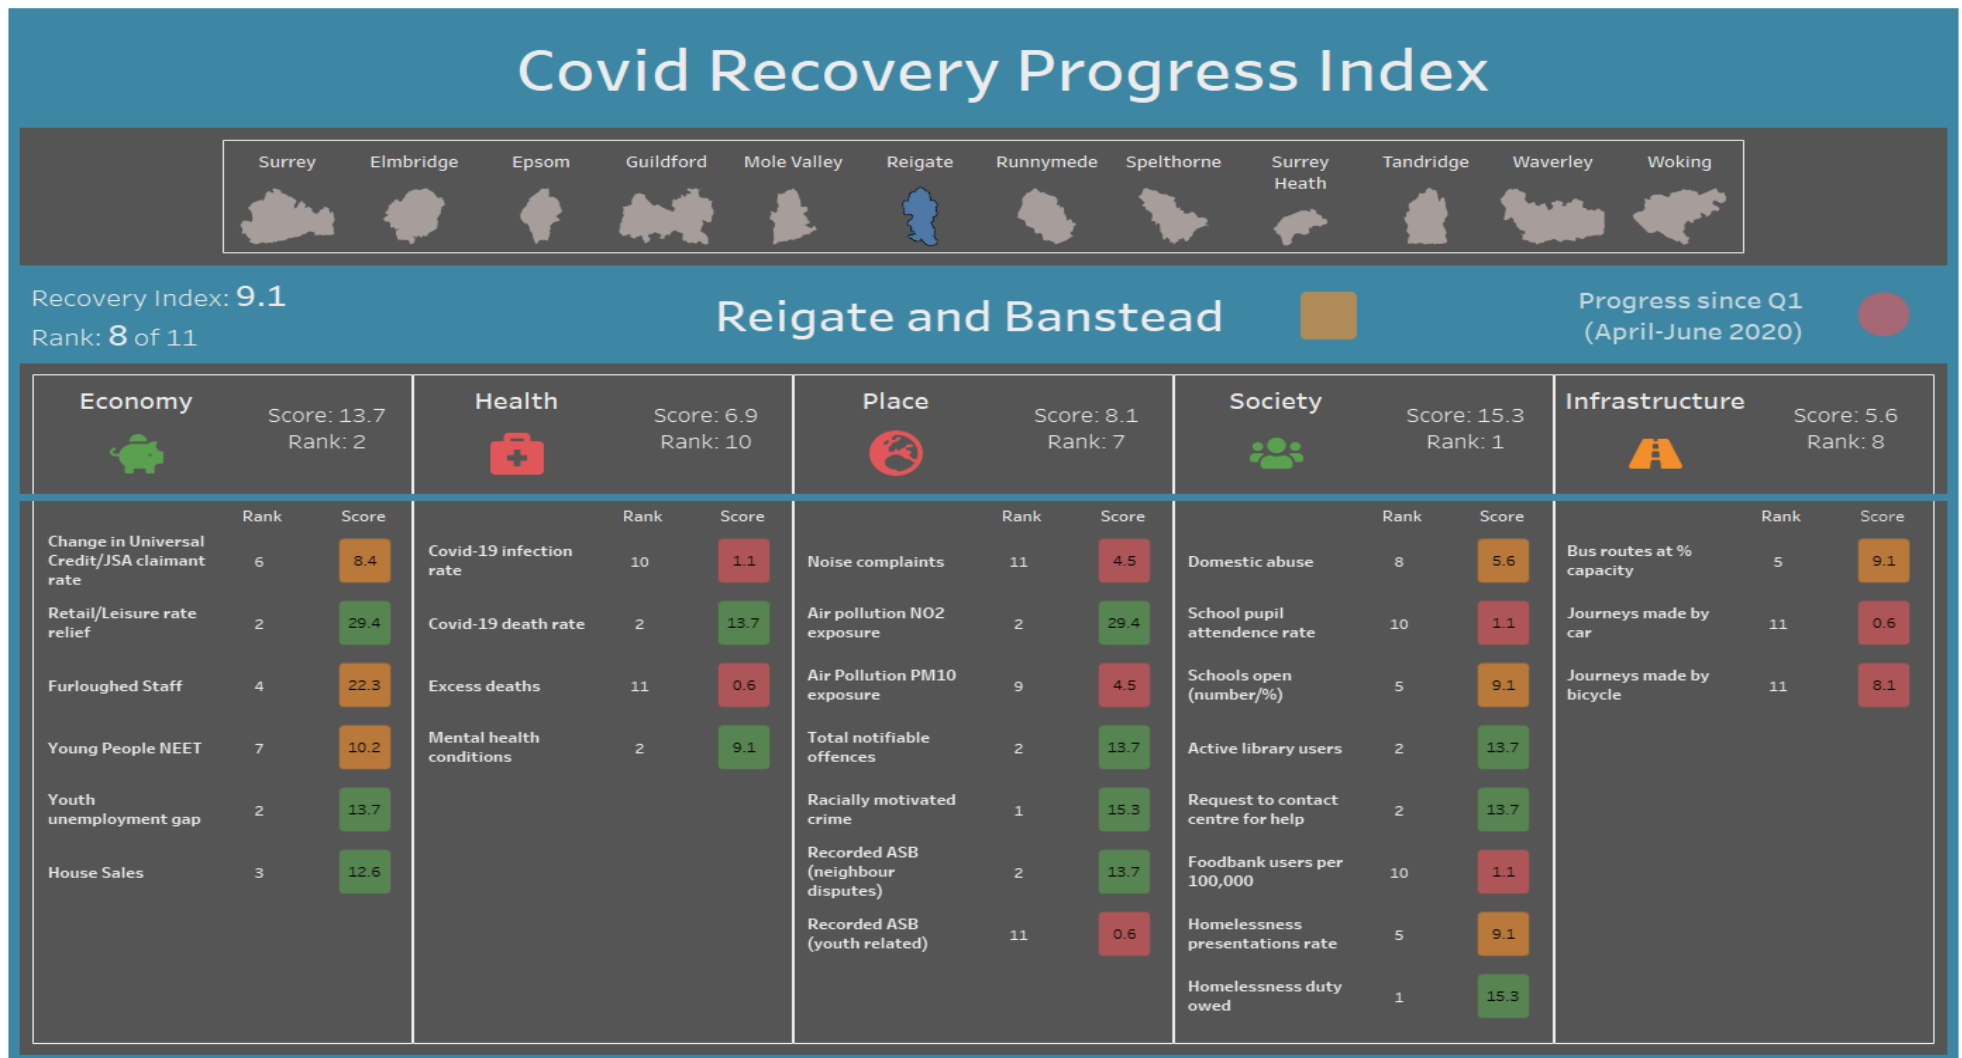 Covid Recovery Progress Index
Surrey
Elmbridge
Epsom
Guildford
Mole Valley
Reigate
Runnymede
Spelthorne
Surrey
Heath
Tandridge
Waverley
Woking
Recovery Index: 9.1
Rank: 8 of 11
Reigate and Banstead
Progress since Q1
(April-June 2020)
Economy
Score: 13.7
Rank: 2
Health
Score: 6.9
Rank: 10
Place
Score: 8.1
Rank: 7
Society
Score: 15.3
Rank: 1
Infrastructure
Score: 5.6
Rank: 8
Rank Score
Change in Universal
Credit/JSA claimant
rate
6 8.4
Retail/Leisure rate
relief
2 29.4
Furloughed Staff 4 22.3
Young People NEET 7 10.2
Youth
unemployment gap
2 13.7
House Sales 3 12.6
Rank Score
Covid-19 infection
rate
10 1.1
Covid-19 death rate 2 13.7
Excess deaths 11 0.6
Mental health
conditions
2 9.1
Rank Score
Noise complaints 11 4.5
Air pollution NO2
exposure
2 29.4
Air Pollution PM10
exposure
9 4.5
Total notifiable
offences
2 13.7
Racially motivated
crime
1 15.3
Recorded ASB
(neighbour
disputes)
2 13.7
Recorded ASB
(youth related)
11 0.6
Rank Score
Domestic abuse 8 5.6
School pupil
attendence rate
10 1.1
Schools open
(number/%)
5 9.1
Active library users 2 13.7
Request to contact
centre for help
2 13.7
Foodbank users per
100,000
10 1.1
Homelessness
presentations rate
5 9.1
Homelessness duty
owed
1 15.3
Rank Score
Bus routes at %
capacity
5 9.1
Journeys made by
car
11 0.6
Journeys made by
bicycle
11 8.1